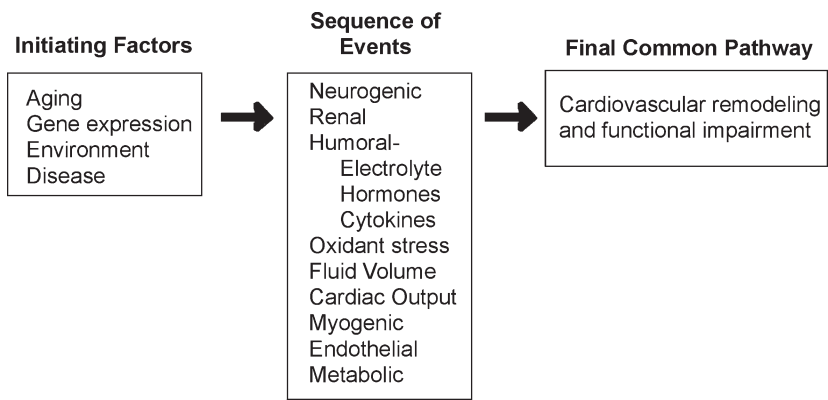 Initiating Factors
Aging
Gene expression
Environment
Disease
Sequence of
Events
Neurogenic
Renal
Humoral-
Electrolyte
Hormones
Cytokines
Oxidant stress
Fluid Volume
Cardiac Output
Myogenic
Endothelial
Metabolic
Final Common Pathway
Cardiovascular remodeling
and functional impairment